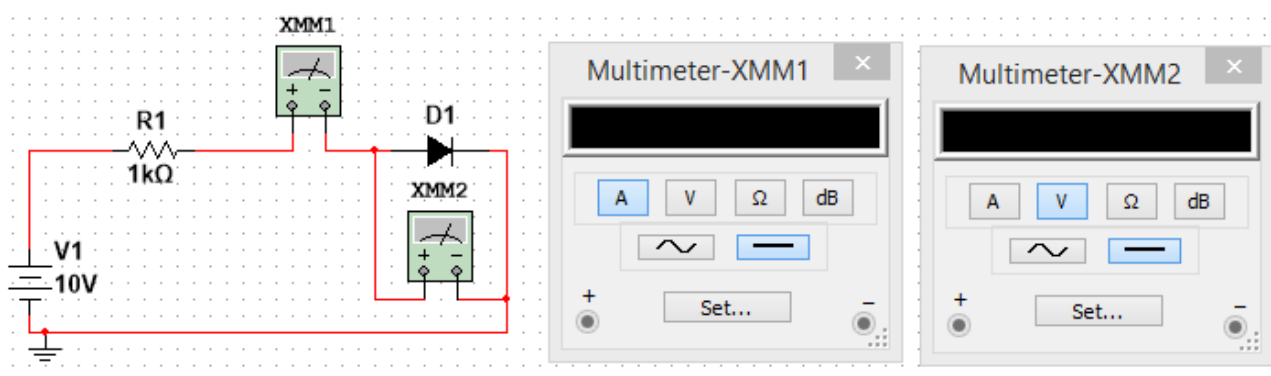 XMM1
R1
1kΩ
D1
XMM2
V1
10V
+ −
+ −
Multimeter-XMM1 ×
A V Ω dB
+ Set... −
Multimeter-XMM2 ×
A V Ω dB
+ Set... −